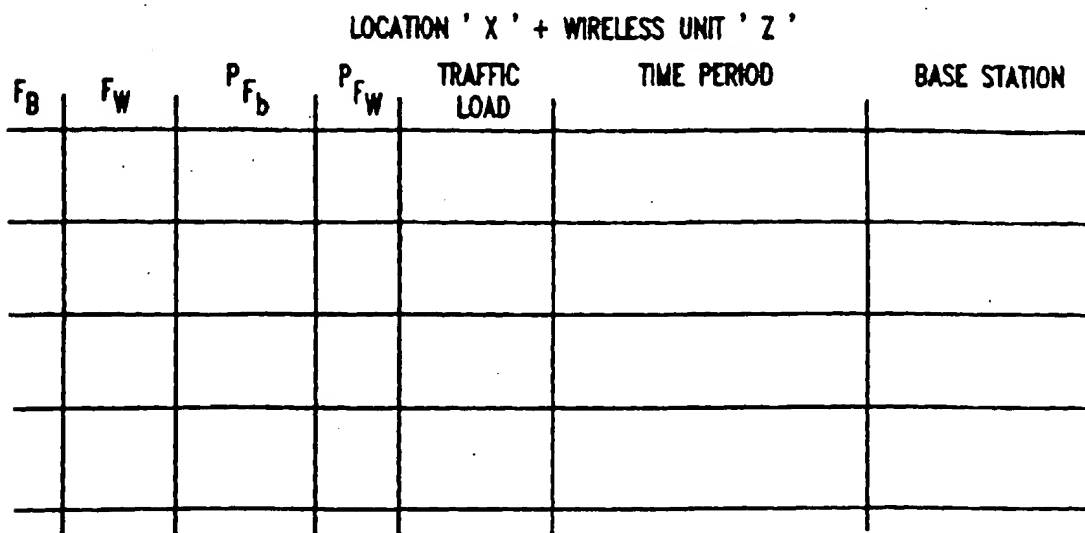 LOCATION ' X ' + WIRELESS UNIT ' Z '
F_B F_W P_F_b P_F_W TRAFFIC LOAD TIME PERIOD BASE STATION